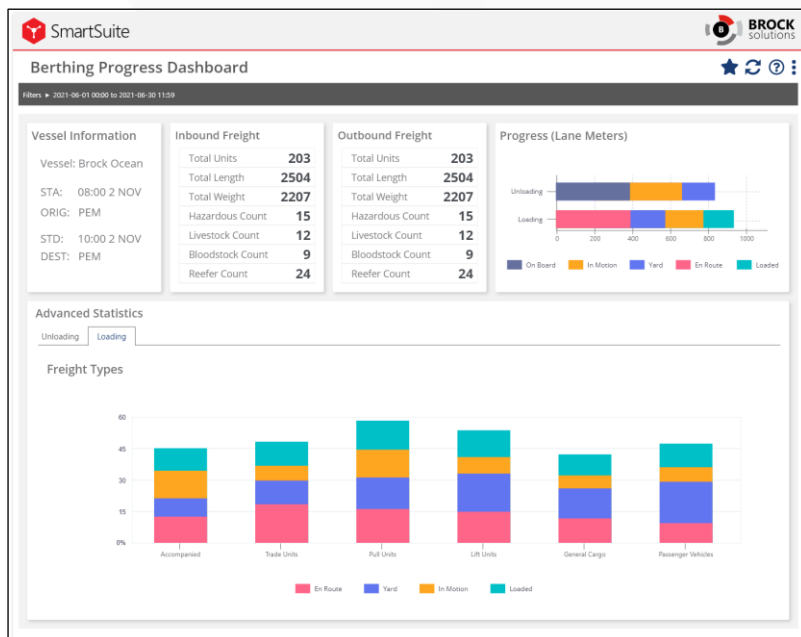 SmartSuite
B
BROCK
solutions
Berthing Progress Dashboard
Filters ▸ 2021-06-01 00:00 to 2021-06-30 11:59
Vessel Information
Vessel: Brock Ocean
STA: 08:00 2 NOV
ORIG: PEM
STD: 10:00 2 NOV
DEST: PEM
Inbound Freight
Total Units 203
Total Length 2504
Total Weight 2207
Hazardous Count 15
Livestock Count 12
Bloodstock Count 9
Reefer Count 24
Outbound Freight
Total Units 203
Total Length 2504
Total Weight 2207
Hazardous Count 15
Livestock Count 12
Bloodstock Count 9
Reefer Count 24
Progress (Lane Meters)
Unloading
Loading
0 200 400 600 800 1000
On Board In Motion Yard En Route Loaded
Advanced Statistics
Unloading Loading
Freight Types
60
45
30
15
0%
Accompanied Trade Units Pull Units Lift Units General Cargo Passenger Vehicles
En Route Yard In Motion Loaded